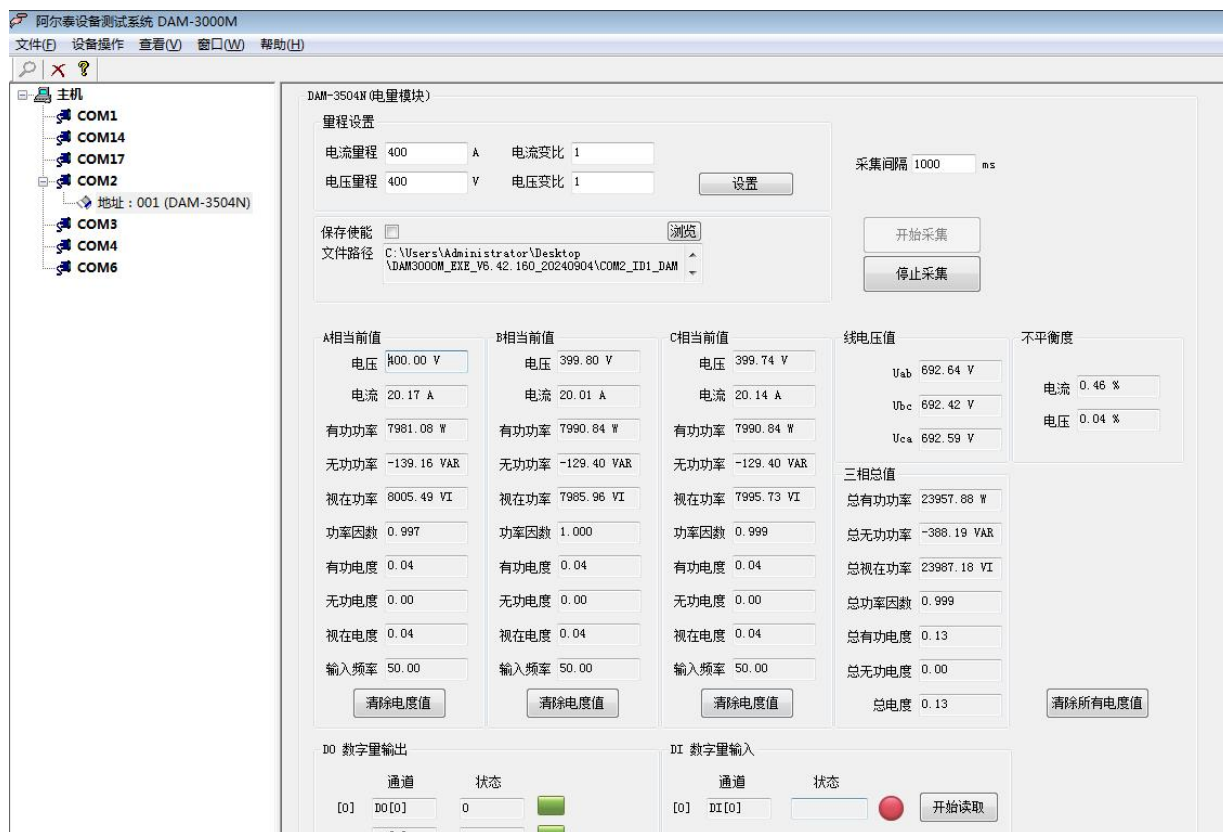 阿尔泰设备测试系统 DAM-3000M
文件(F) 设备操作 查看(V) 窗口(W) 帮助(H)
主机
COM1
COM14
COM17
COM2
地址：001 (DAM-3504N)
COM3
COM4
COM6
DAM-3504N(电量模块)
量程设置
电流量程 400 A 电流变比 1
电压量程 400 V 电压变比 1 设置
采集间隔 1000 ms
保存使能 浏览
文件路径 C:\Users\Administrator\Desktop
\DAM3000M_EXE_V6.42.160_20240904\COM2_ID1_DAM
开始采集
停止采集
A相当前值
电压 400.00 V
电流 20.17 A
有功功率 7981.08 W
无功功率 -139.16 VAR
视在功率 8005.49 VI
功率因数 0.997
有功电度 0.04
无功电度 0.00
视在电度 0.04
输入频率 50.00
清除电度值
B相当前值
电压 399.80 V
电流 20.01 A
有功功率 7990.84 W
无功功率 -129.40 VAR
视在功率 7985.96 VI
功率因数 1.000
有功电度 0.04
无功电度 0.00
视在电度 0.04
输入频率 50.00
清除电度值
C相当前值
电压 399.74 V
电流 20.14 A
有功功率 7990.84 W
无功功率 -129.40 VAR
视在功率 7995.73 VI
功率因数 0.999
有功电度 0.04
无功电度 0.00
视在电度 0.04
输入频率 50.00
清除电度值
线电压值
Uab 692.64 V
Ubc 692.42 V
Uca 692.59 V
不平衡度
电流 0.46 %
电压 0.04 %
三相总值
总有功功率 23957.88 W
总无功功率 -388.19 VAR
总视在功率 23987.18 VI
总功率因数 0.999
总有功电度 0.13
总无功电度 0.00
总电度 0.13
清除所有电度值
DO 数字量输出
通道 状态
[0] DO[0] 0
DI 数字量输入
通道 状态
[0] DI[0] 开始读取